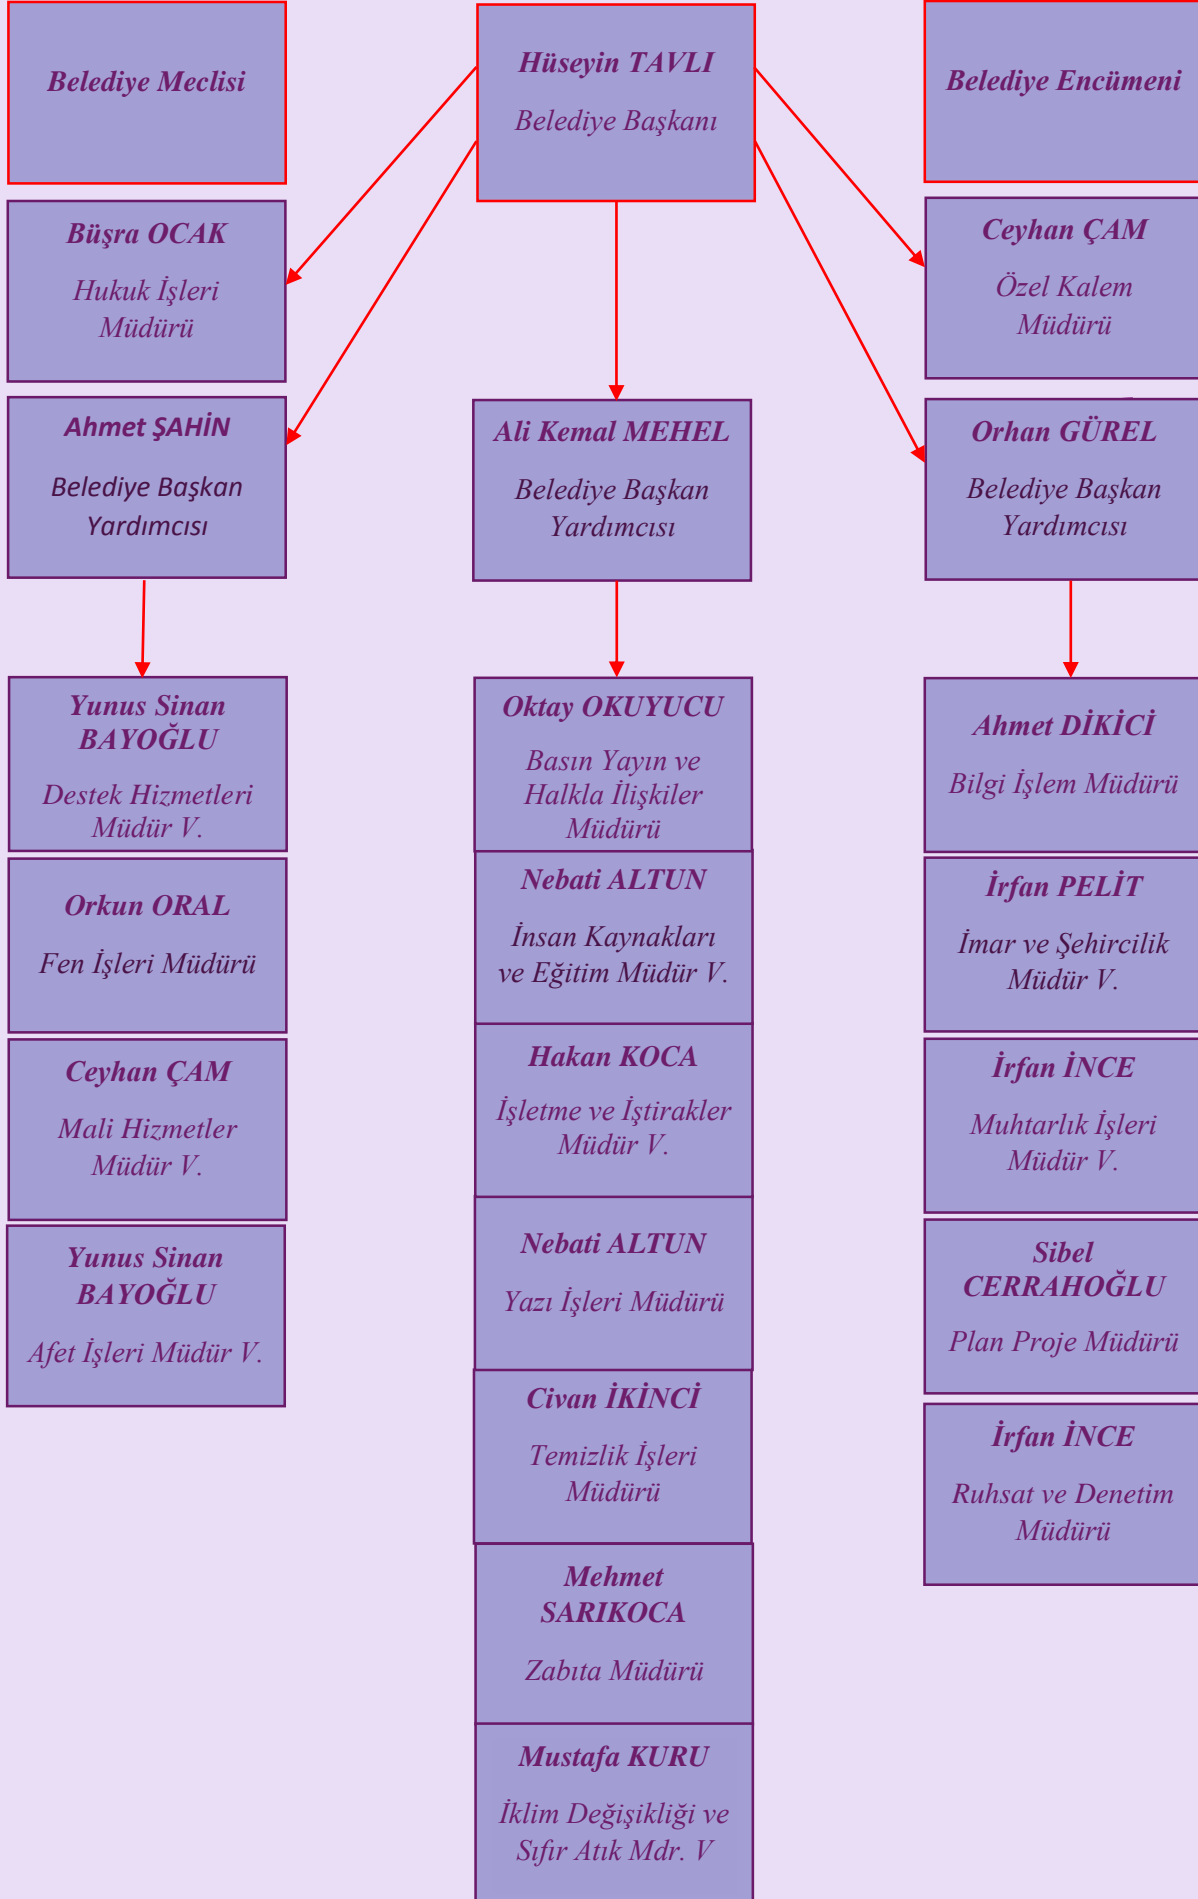 Belediye Meclisi
Hüseyin TAVLI
Belediye Başkanı
Belediye Encümeni
Büşra OCAK
Hukuk İşleri
Müdürü
Ceyhan ÇAM
Özel Kalem
Müdürü
Ahmet ŞAHİN
Belediye Başkan
Yardımcısı
Ali Kemal MEHEL
Belediye Başkan
Yardımcısı
Orhan GÜREL
Belediye Başkan
Yardımcısı
Yunus Sinan
BAYOĞLU
Destek Hizmetleri
Müdür V.
Orkun ORAL
Fen İşleri Müdürü
Ceyhan ÇAM
Mali Hizmetler
Müdür V.
Yunus Sinan
BAYOĞLU
Afet İşleri Müdür V.
Oktay OKUYUCU
Basın Yayın ve
Halkla İlişkiler
Müdürü
Nebati ALTUN
İnsan Kaynakları
ve Eğitim Müdür V.
Hakan KOCA
İşletme ve İştirakler
Müdür V.
Nebati ALTUN
Yazı İşleri Müdürü
Civan İKİNCİ
Temizlik İşleri
Müdürü
Mehmet
SARIKOCA
Zabıta Müdürü
Mustafa KURU
İklim Değişikliği ve
Sıfır Atık Mdr. V
Ahmet DİKİCİ
Bilgi İşlem Müdürü
İrfan PELİT
İmar ve Şehircilik
Müdür V.
İrfan İNCE
Muhtarlık İşleri
Müdür V.
Sibel
CERRAHOĞLU
Plan Proje Müdürü
İrfan İNCE
Ruhsat ve Denetim
Müdürü